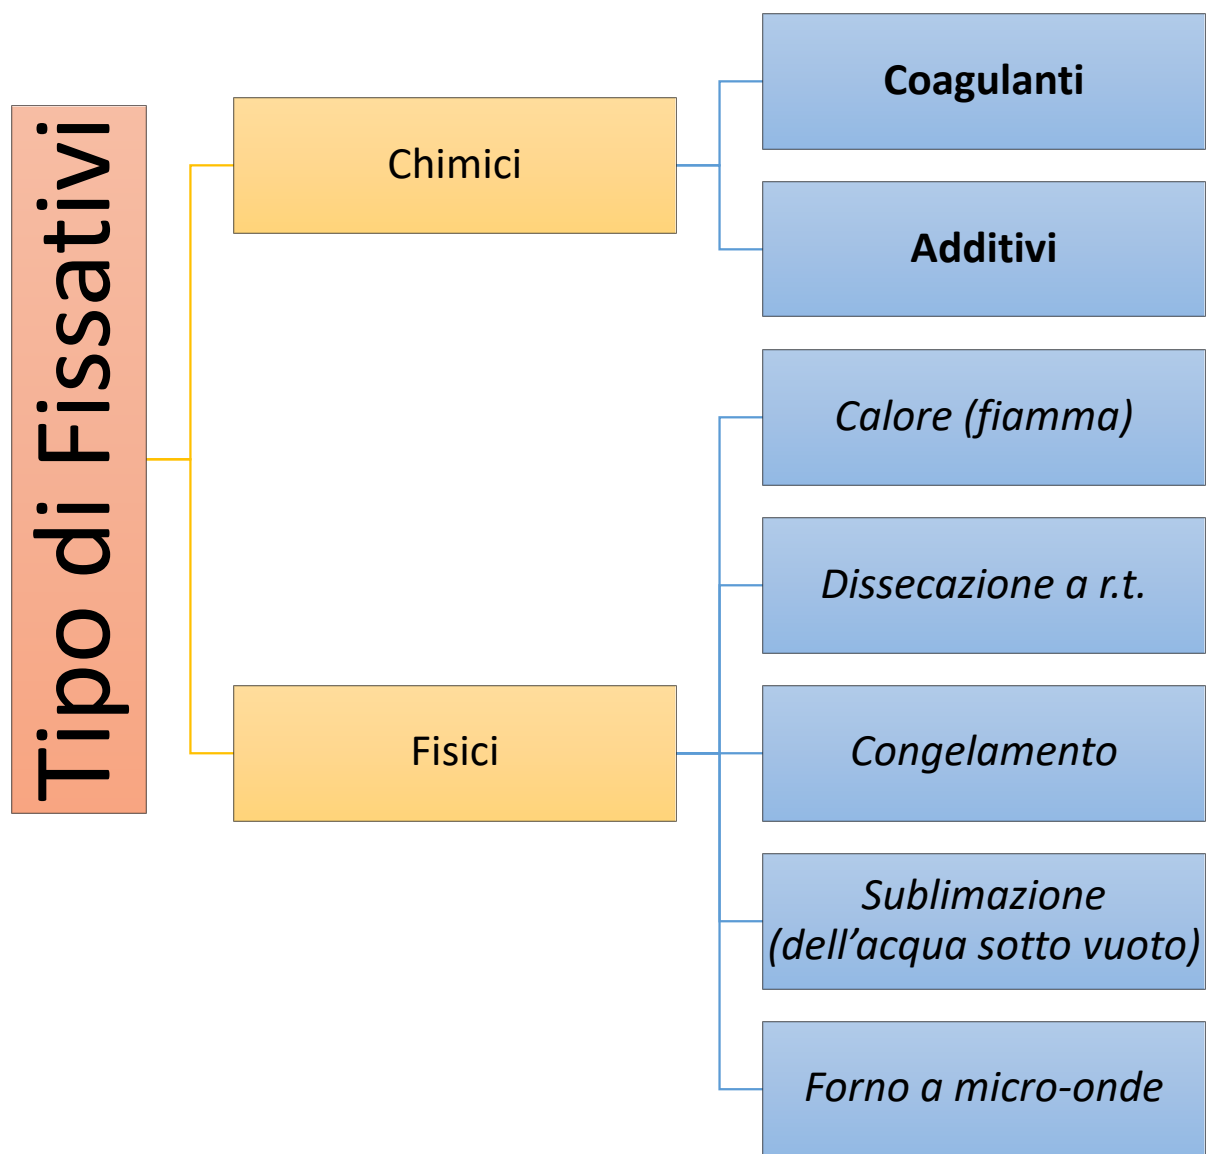 Tipo di Fissativi
Chimici
Coagulanti
Additivi
Fisici
Calore (fiamma)
Dissecazione a r.t.
Congelamento
Sublimazione
(dell’acqua sotto vuoto)
Forno a micro-onde